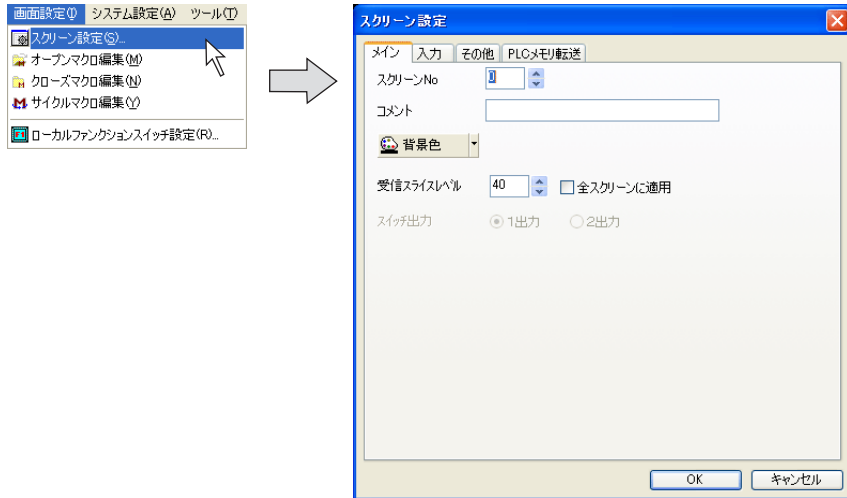 画面設定(I) システム設定(A) ツール(T)
スクリーン設定(S)...
オープンマクロ編集(M)
クローズマクロ編集(N)
サイクルマクロ編集(Y)
ローカルファンクションスイッチ設定(R)...
スクリーン設定
メイン 入力 その他 PLCメモリ転送
スクリーンNo 0
コメント
背景色
受信スライスレベル 40 全スクリーンに適用
スイッチ出力 1出力 2出力
OK キャンセル